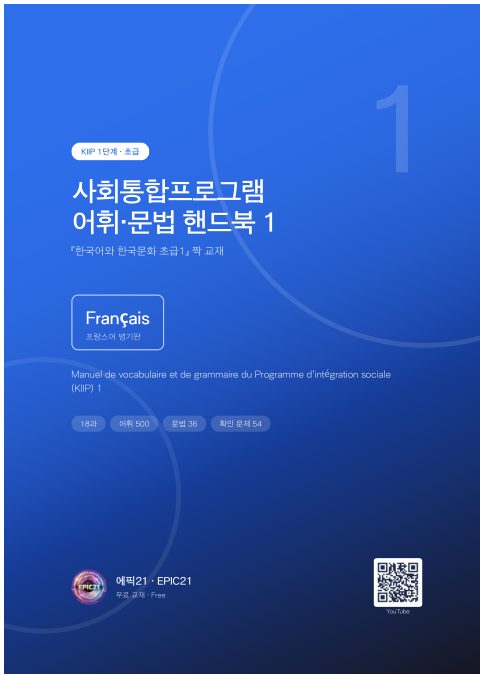 1
KIIP 1단계 · 초급
사회통합프로그램
어휘·문법 핸드북 1
『한국어와 한국문화 초급1』 짝 교재
Français
프랑스어 병기판
Manuel de vocabulaire et de grammaire du Programme d'intégration sociale
(KIIP) 1
18과 어휘 500 문법 36 확인 문제 54
EPIC21
에픽21 · EPIC21
무료 교재 · Free
YouTube